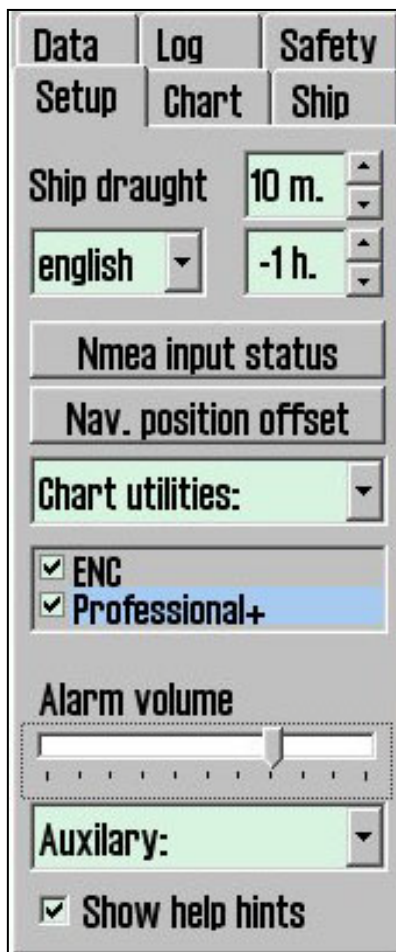 Data Log Safety
Setup Chart Ship
Ship draught 10 m.
english -1 h.
Nmea input status
Nav. position offset
Chart utilities:
ENC
Professional+
Alarm volume
Auxilary:
Show help hints